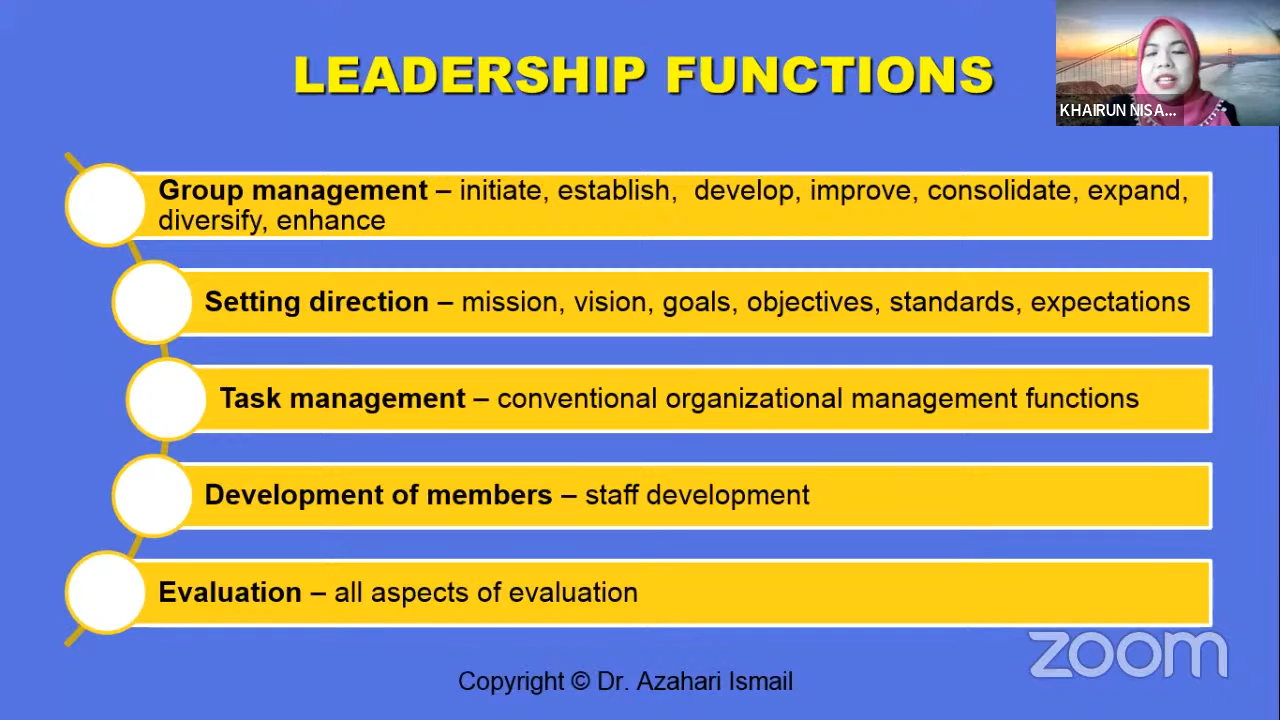 LEADERSHIP FUNCTIONS
KHAIRUN NISA...
Group management – initiate, establish, develop, improve, consolidate, expand,
diversify, enhance
Setting direction – mission, vision, goals, objectives, standards, expectations
Task management – conventional organizational management functions
Development of members – staff development
Evaluation – all aspects of evaluation
zoom
Copyright © Dr. Azahari Ismail